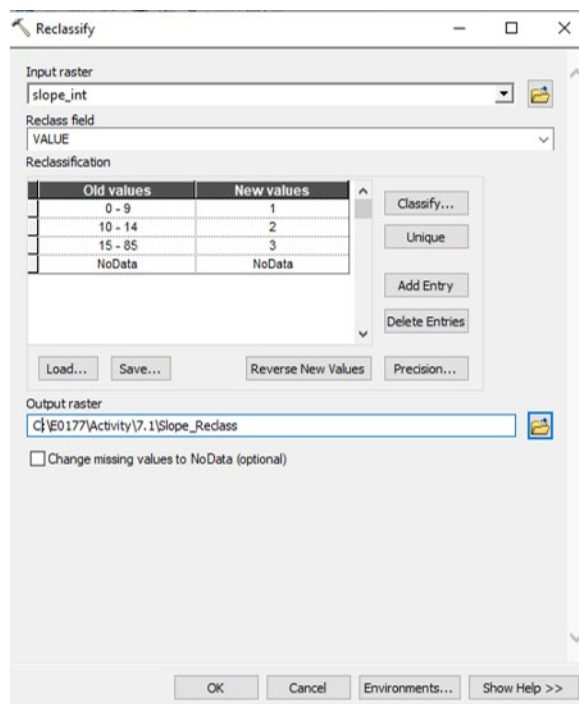 Reclassify
Input raster
slope_int
Reclass field
VALUE
Reclassification
Old values New values
0 - 9 1
10 - 14 2
15 - 85 3
NoData NoData
Classify...
Unique
Add Entry
Delete Entries
Load... Save... Reverse New Values Precision...
Output raster
C:\E0177\Activity\7.1\Slope_Reclass
Change missing values to NoData (optional)
OK Cancel Environments... Show Help >>